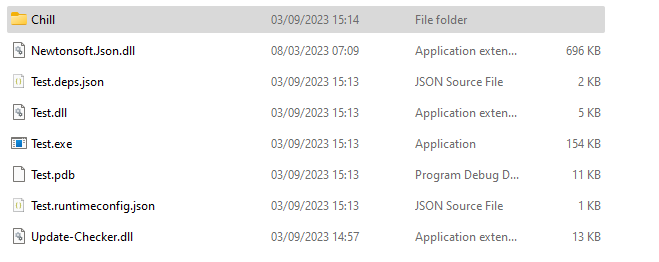 Chill 03/09/2023 15:14 File folder
Newtonsoft.Json.dll 08/03/2023 07:09 Application exten... 696 KB
Test.deps.json 03/09/2023 15:13 JSON Source File 2 KB
Test.dll 03/09/2023 15:13 Application exten... 5 KB
Test.exe 03/09/2023 15:13 Application 154 KB
Test.pdb 03/09/2023 15:13 Program Debug D... 11 KB
Test.runtimeconfig.json 03/09/2023 15:13 JSON Source File 1 KB
Update-Checker.dll 03/09/2023 14:57 Application exten... 13 KB